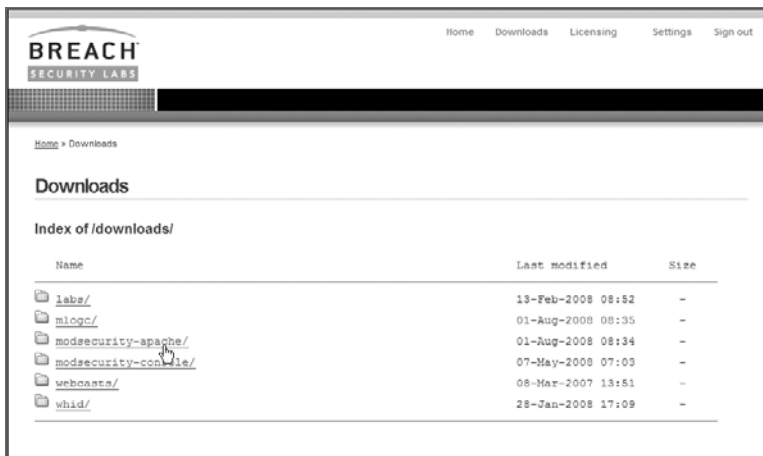 BREACH
SECURITY LABS
Home Downloads Licensing Settings Sign out
Home » Downloads
Downloads
Index of /downloads/
Name Last modified Size
labs/ 13-Feb-2008 08:52 -
mlogc/ 01-Aug-2008 08:35 -
modsecurity-apache/ 01-Aug-2008 08:34 -
modsecurity-console/ 07-May-2008 07:03 -
webcasts/ 08-Mar-2007 13:51 -
whid/ 28-Jan-2008 17:09 -